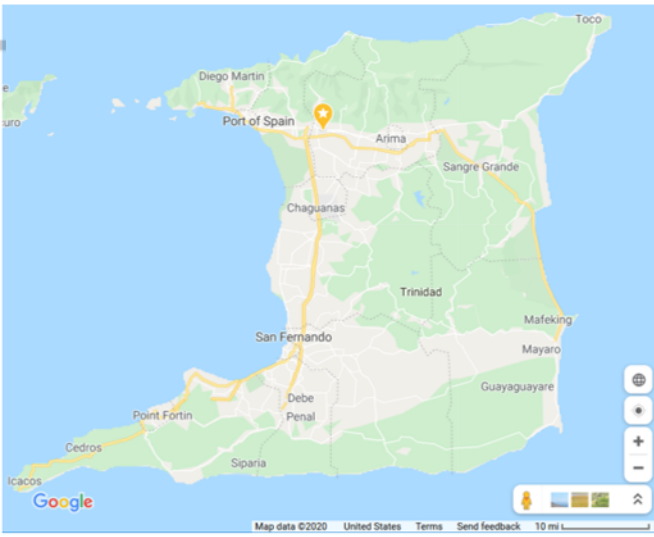 Toco
Diego Martin
e
uro
Port of Spain
Arima
Sangre Grande
Chaguanas
Trinidad
Mafeking
San Fernando
Mayaro
Guayaguayare
Debe
Point Fortin
Penal
Cedros
Siparia
Icacos
Google
Map data ©2020 United States Terms Send feedback 10 mi